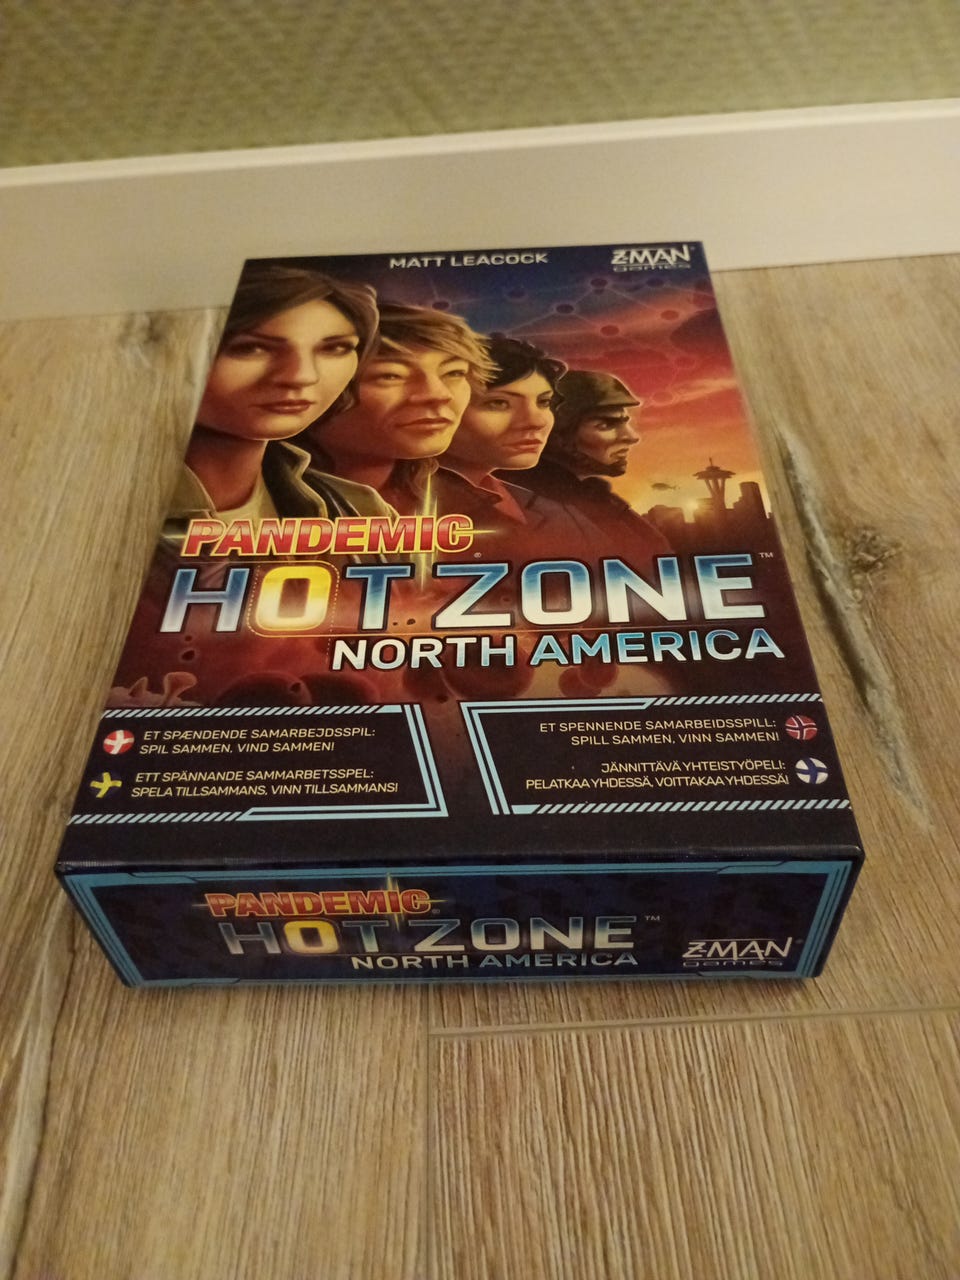 MATT LEACOCK
Z-MAN
games
PANDEMIC®
HOT ZONE™
NORTH AMERICA
ET SPÆNDENDE SAMARBEJDSSPIL:
SPIL SAMMEN, VIND SAMMEN!
ETT SPÄNNANDE SAMMARBETSSPEL:
SPELA TILLSAMMANS, VINN TILLSAMMANS!
ET SPENNENDE SAMARBEIDSSPILL:
SPILL SAMMEN, VINN SAMMEN!
JÄNNITTÄVÄ YHTEISTYÖPELI:
PELATKAA YHDESSÄ, VOITTAKAA YHDESSÄ!
PANDEMIC®
HOT ZONE™
NORTH AMERICA
Z-MAN®
games